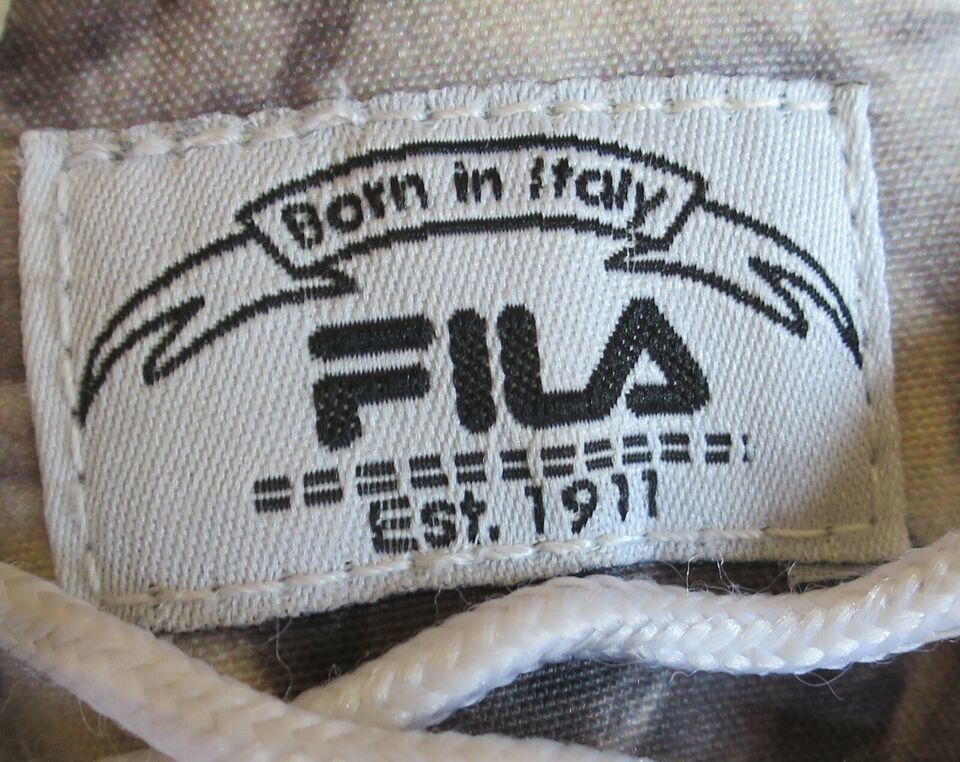 Born in Italy
FILA
Est. 1911